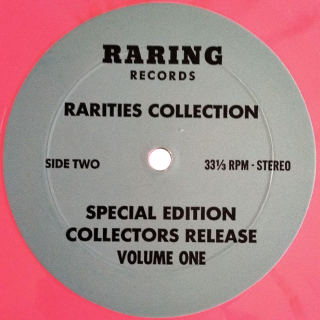 RARING
RECORDS
RARITIES COLLECTION
SIDE TWO
33⅓ RPM - STEREO
SPECIAL EDITION
COLLECTORS RELEASE
VOLUME ONE